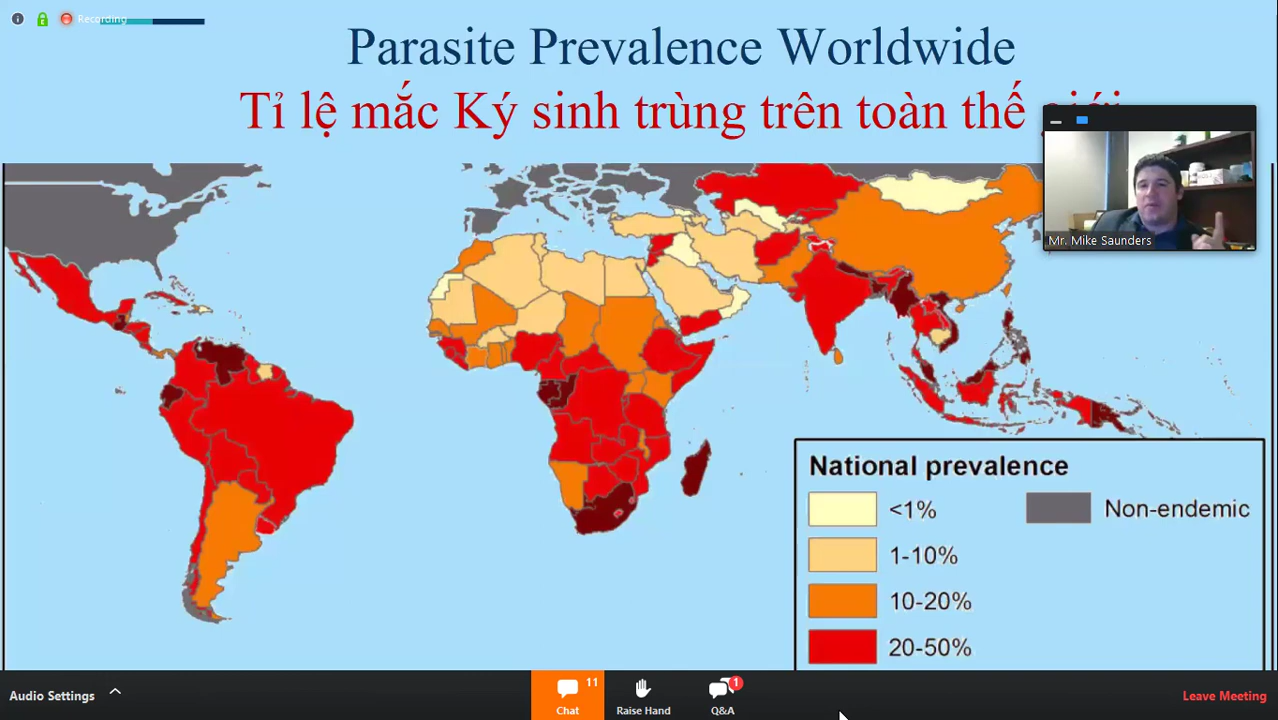 Recording
Parasite Prevalence Worldwide
Tỉ lệ mắc Ký sinh trùng trên toàn thế giới
Mr. Mike Saunders
National prevalence
<1%
Non-endemic
1-10%
10-20%
20-50%
Audio Settings
11
Chat
Raise Hand
1
Q&A
Leave Meeting